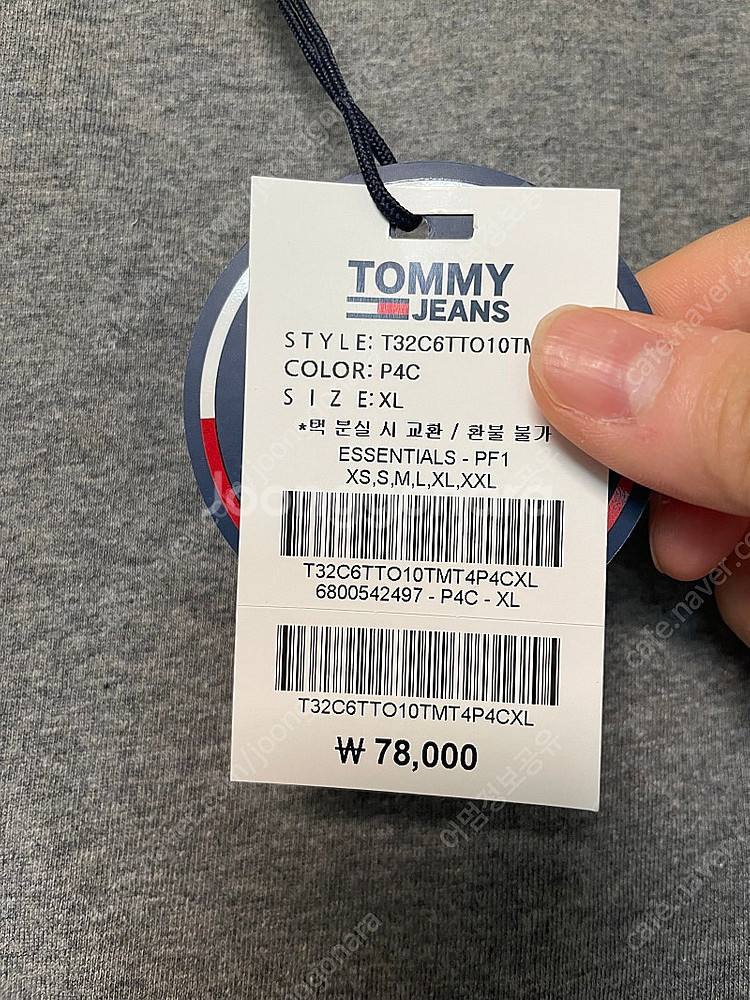 TOMMY
JEANS
STYLE: T32C6TTO10TM
COLOR: P4C
SIZE: XL
*택 분실 시 교환 / 환불 불가
ESSENTIALS - PF1
XS,S,M,L,XL,XXL
T32C6TTO10TMT4P4CXL
6800542497 - P4C - XL
T32C6TTO10TMT4P4CXL
₩ 78,000